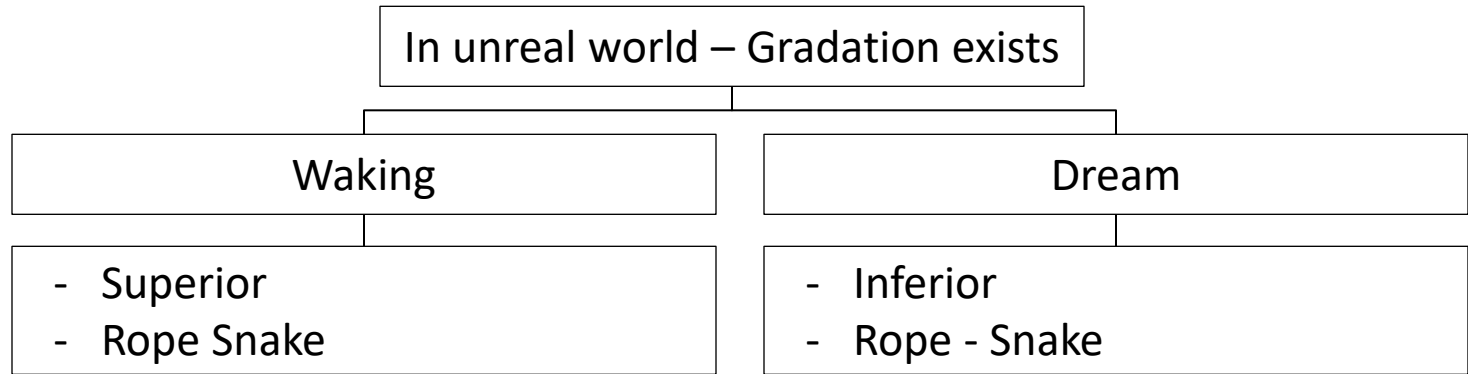 In unreal world – Gradation exists
Waking
Dream
- Superior
- Rope Snake
- Inferior
- Rope - Snake